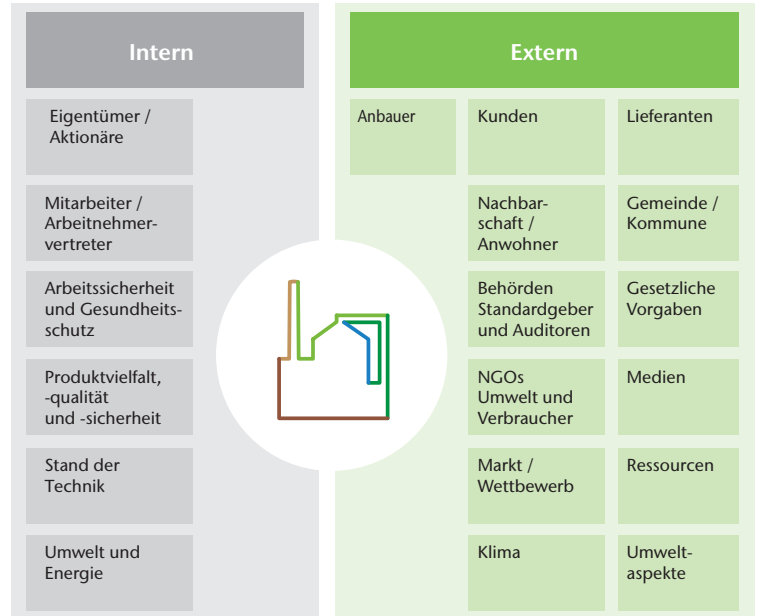 Intern
Eigentümer /
Aktionäre
Mitarbeiter /
Arbeitnehmer-
vertreter
Arbeitssicherheit
und Gesundheits-
schutz
Produktvielfalt,
-qualität
und -sicherheit
Stand der
Technik
Umwelt und
Energie
Extern
Anbauer
Kunden
Lieferanten
Nachbar-
schaft /
Anwohner
Gemeinde /
Kommune
Behörden
Standardgeber
und Auditoren
Gesetzliche
Vorgaben
NGOs
Umwelt und
Verbraucher
Medien
Markt /
Wettbewerb
Ressourcen
Klima
Umwelt-
aspekte